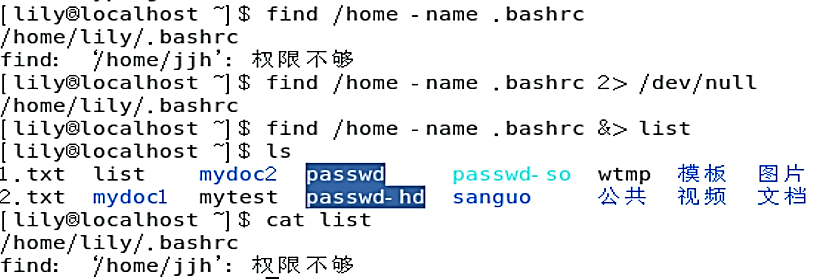 [lily@localhost ~]$ find /home -name .bashrc
/home/lily/.bashrc
find: ‘/home/jjh’: 权限不够
[lily@localhost ~]$ find /home -name .bashrc 2> /dev/null
/home/lily/.bashrc
[lily@localhost ~]$ find /home -name .bashrc &> list
[lily@localhost ~]$ ls
1.txt list mydoc2 passwd passwd-so wtmp 模板 图片
2.txt mydoc1 mytest passwd-hd sanguo 公共 视频 文档
[lily@localhost ~]$ cat list
/home/lily/.bashrc
find: ‘/home/jjh’: 权限不够